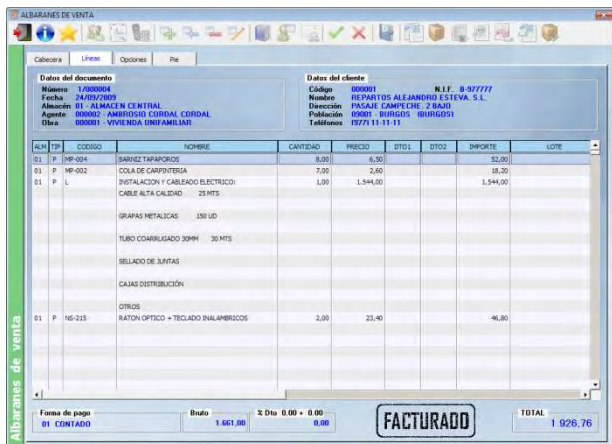 ALBARANES DE VENTA
Cabecera Líneas Opciones Pie
Datos del documento
Número 1/000004
Fecha 24/09/2009
Almacén 01 - ALMACEN CENTRAL
Agente 000002 - AMBROSIO CORDAL CORDAL
Obra 000001 - VIVIENDA UNIFAMILIAR
Datos del cliente
Código 000001 N.I.F. B-977777
Nombre REPARTOS ALEJANDRO ESTEVA. S.L.
Dirección PASAJE CAMPECHE. 2 BAJO
Población 09001 - BURGOS (BURGOS)
Teléfonos (977) 11-11-11
ALM TIP CODIGO NOMBRE CANTIDAD PRECIO DTO1 DTO2 IMPORTE LOTE
01 P MP-004 BARNIZ TAPAPOROS 8,00 6,50 52,00
01 P MP-002 COLA DE CARPINTERIA 7,00 2,60 18,20
01 P L INSTALACION Y CABLEADO ELECTRICO: 1,00 1.544,00 1.544,00
CABLE ALTA CALIDAD 25 MTS
GRAPAS METALICAS 150 UD
TUBO COARRUGADO 30MM 30 MTS
SELLADO DE JUNTAS
CAJAS DISTRIBUCIÓN
OTROS
01 P NS-215 RATON OPTICO + TECLADO INALAMBRICOS 2,00 23,40 46,80
Albaranes de venta
Forma de pago
01 CONTADO
Bruto
1.661,00
% Dto 0.00 + 0.00
0,00
FACTURADO
TOTAL
1.926,76